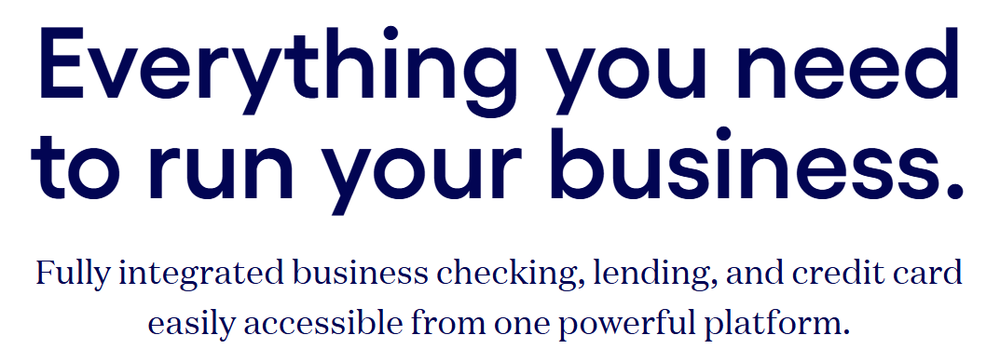 Everything you need
to run your business.
Fully integrated business checking, lending, and credit card
easily accessible from one powerful platform.